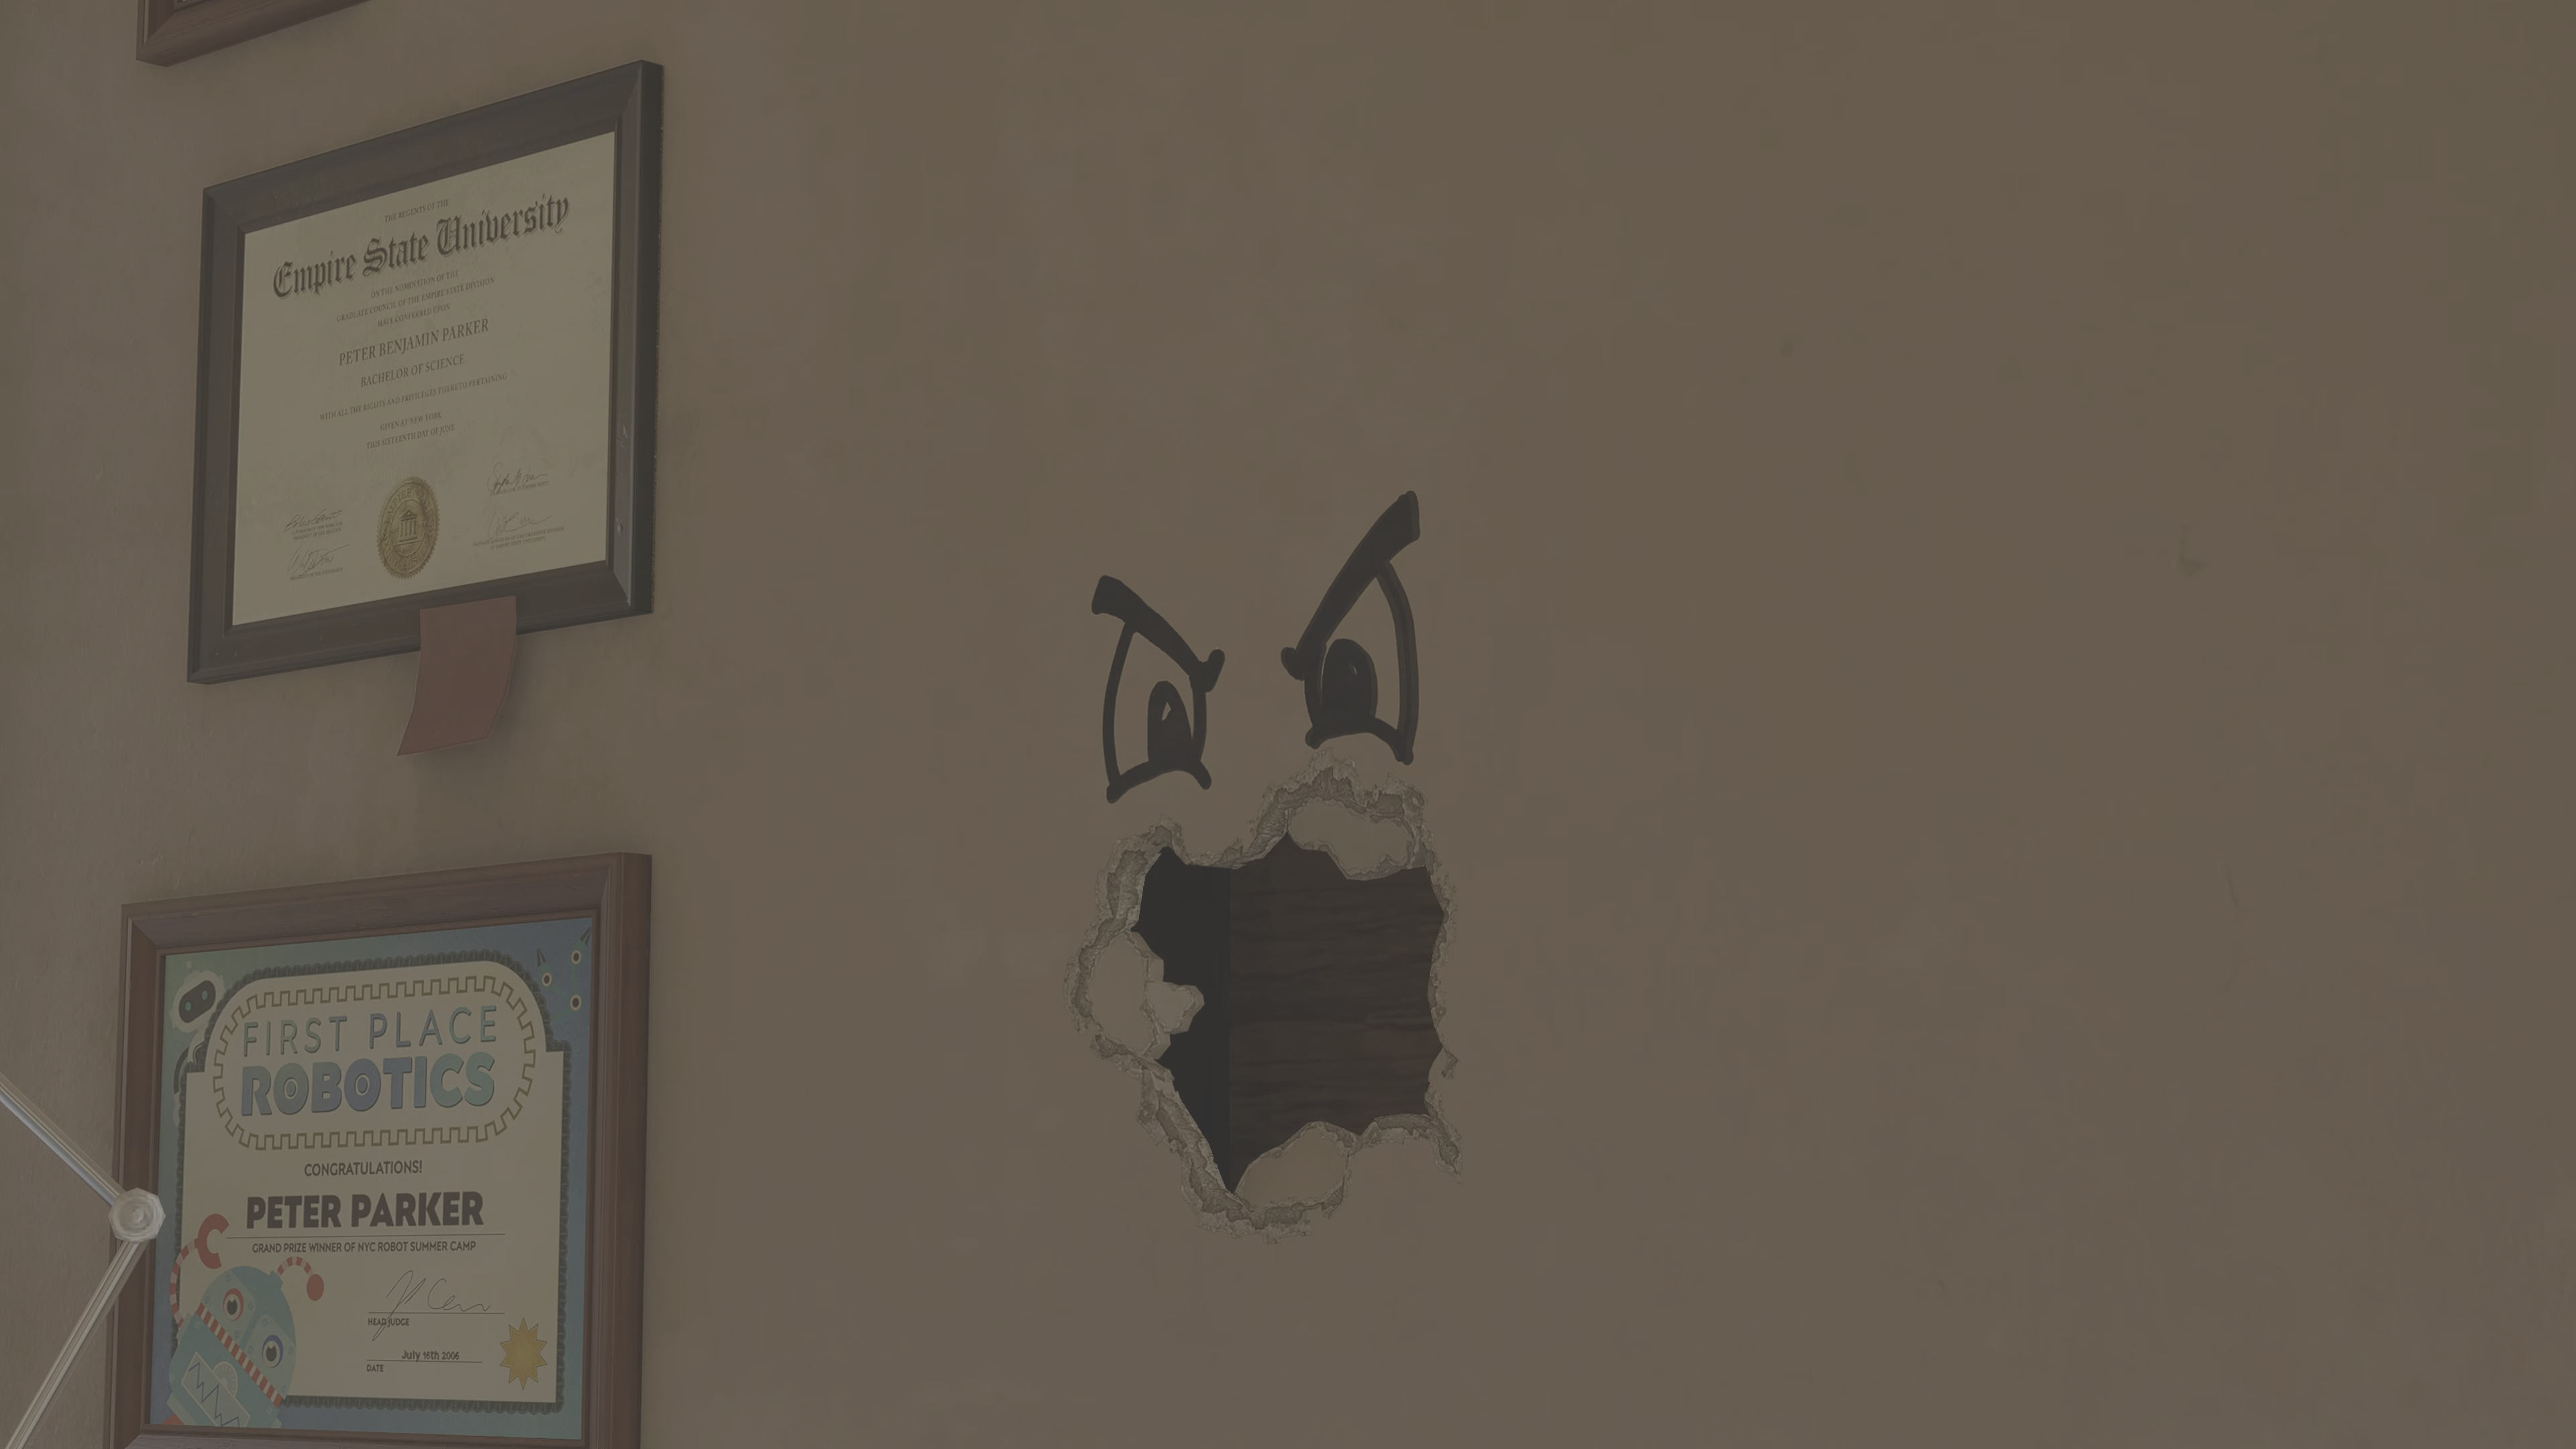 THE REGENTS OF THE
Empire State University
ON THE NOMINATION OF THE
GRADUATE COUNCIL OF THE EMPIRE STATE DIVISION
HAVE CONFERRED UPON
PETER BENJAMIN PARKER
BACHELOR OF SCIENCE
WITH ALL THE RIGHTS AND PRIVILEGES THERETO PERTAINING
GIVEN AT NEW YORK
THIS SIXTEENTH DAY OF JUNE
FIRST PLACE
ROBOTICS
CONGRATULATIONS!
PETER PARKER
GRAND PRIZE WINNER OF NYC ROBOT SUMMER CAMP
HEAD JUDGE
July 16th 2006
DATE